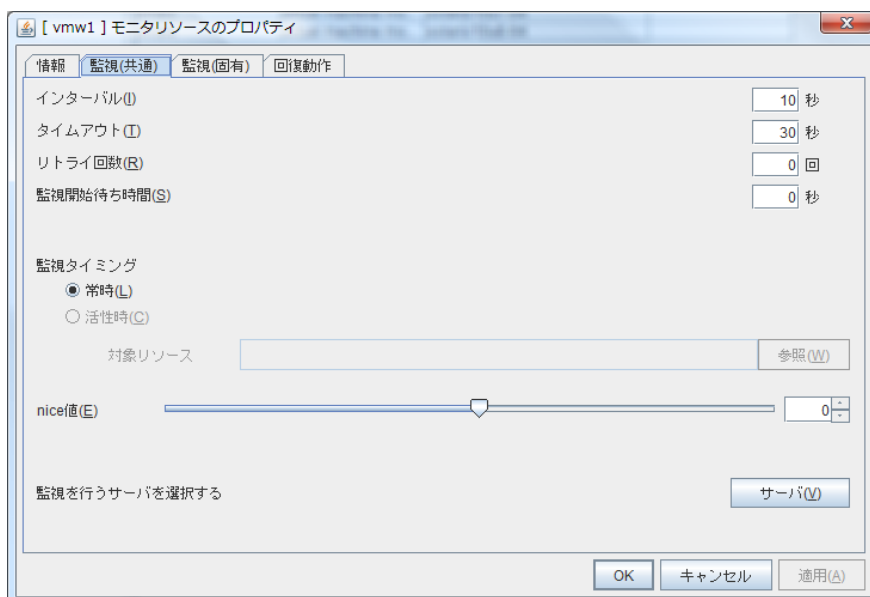 [ vmw1 ] モニタリソースのプロパティ
情報 監視(共通) 監視(固有) 回復動作
インターバル(I) 10 秒
タイムアウト(T) 30 秒
リトライ回数(R) 0 回
監視開始待ち時間(S) 0 秒
監視タイミング
常時(L)
活性時(C)
対象リソース 参照(W)
nice値(E) 0
監視を行うサーバを選択する サーバ(V)
OK キャンセル 適用(A)